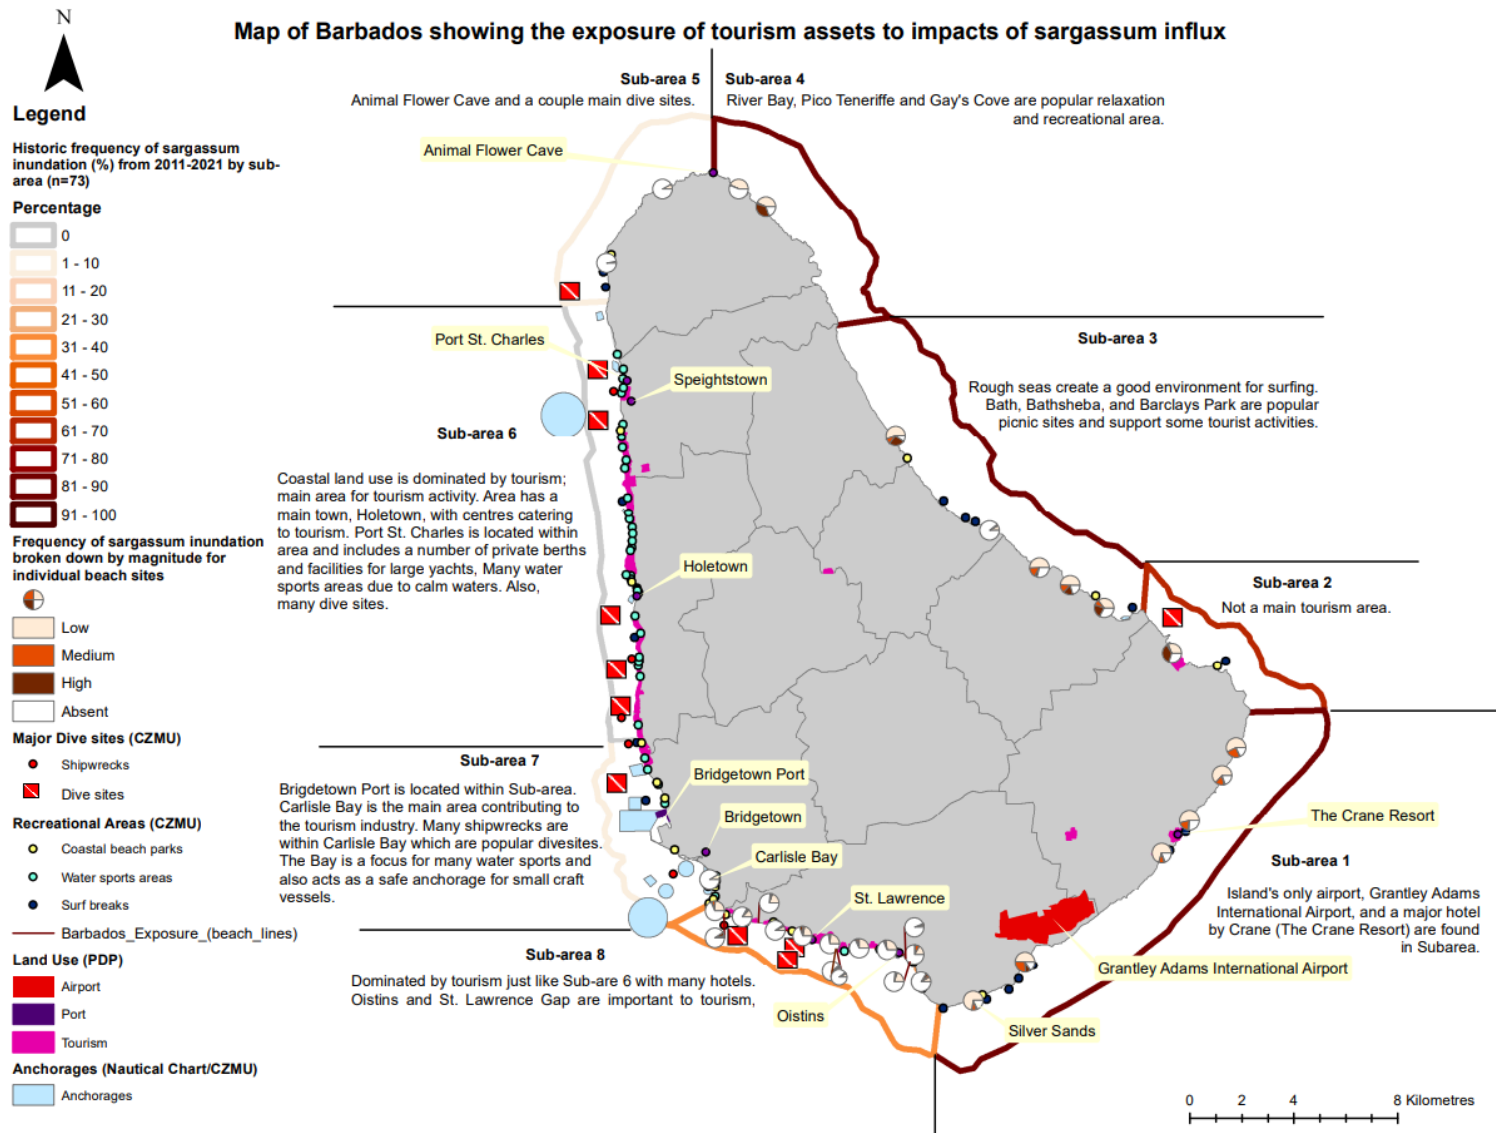 N
Map of Barbados showing the exposure of tourism assets to impacts of sargassum influx
Legend
Historic frequency of sargassum
inundation (%) from 2011-2021 by sub-
area (n=73)
Percentage
0
1 - 10
11 - 20
21 - 30
31 - 40
41 - 50
51 - 60
61 - 70
71 - 80
81 - 90
91 - 100
Frequency of sargassum inundation
broken down by magnitude for
individual beach sites
Low
Medium
High
Absent
Major Dive sites (CZMU)
Shipwrecks
Dive sites
Recreational Areas (CZMU)
Coastal beach parks
Water sports areas
Surf breaks
Barbados_Exposure_(beach_lines)
Land Use (PDP)
Airport
Port
Tourism
Anchorages (Nautical Chart/CZMU)
Anchorages
Sub-area 5
Animal Flower Cave and a couple main dive sites.
Sub-area 4
River Bay, Pico Teneriffe and Gay's Cove are popular relaxation
and recreational area.
Animal Flower Cave
Sub-area 3
Rough seas create a good environment for surfing.
Bath, Bathsheba, and Barclays Park are popular
picnic sites and support some tourist activities.
Port St. Charles
Speightstown
Sub-area 6
Coastal land use is dominated by tourism;
main area for tourism activity. Area has a
main town, Holetown, with centres catering
to tourism. Port St. Charles is located within
area and includes a number of private berths
and facilities for large yachts, Many water
sports areas due to calm waters. Also,
many dive sites.
Holetown
Sub-area 2
Not a main tourism area.
Sub-area 7
Brigdetown Port is located within Sub-area.
Carlisle Bay is the main area contributing to
the tourism industry. Many shipwrecks are
within Carlisle Bay which are popular divesites.
The Bay is a focus for many water sports and
also acts as a safe anchorage for small craft
vessels.
Bridgetown Port
Bridgetown
Carlisle Bay
St. Lawrence
The Crane Resort
Sub-area 1
Island's only airport, Grantley Adams
International Airport, and a major hotel
by Crane (The Crane Resort) are found
in Subarea.
Grantley Adams International Airport
Sub-area 8
Dominated by tourism just like Sub-are 6 with many hotels.
Oistins and St. Lawrence Gap are important to tourism,
Oistins
Silver Sands
0 2 4 8 Kilometres